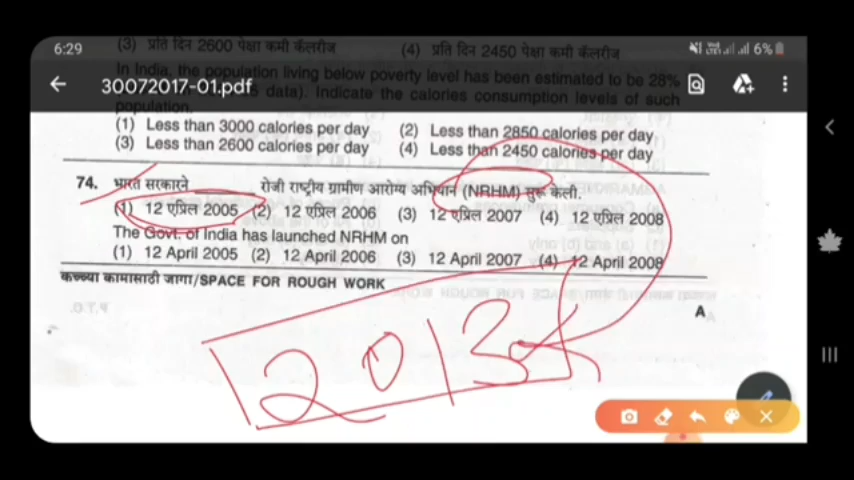 6:29
6%
(3) प्रति दिन 2600 पेक्षा कमी कॅलरीज (4) प्रति दिन 2450 पेक्षा कमी कॅलरीज
In India, the population living below poverty level has been estimated to be 28%
30072017-01.pdf
data). Indicate the calories consumption levels of such
population.
(1) Less than 3000 calories per day (2) Less than 2850 calories per day
(3) Less than 2600 calories per day (4) Less than 2450 calories per day
74. भारत सरकारने रोजी राष्ट्रीय ग्रामीण आरोग्य अभियान (NRHM) सुरू केली.
(1) 12 एप्रिल 2005 (2) 12 एप्रिल 2006 (3) 12 एप्रिल 2007 (4) 12 एप्रिल 2008
The Govt. of India has launched NRHM on
(1) 12 April 2005 (2) 12 April 2006 (3) 12 April 2007 (4) 12 April 2008
कच्च्या कामासाठी जागा/SPACE FOR ROUGH WORK
P.T.O.
A
2013